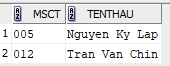 MSCT TENTHAU
1 005 Nguyen Ky Lap
2 012 Tran Van Chin